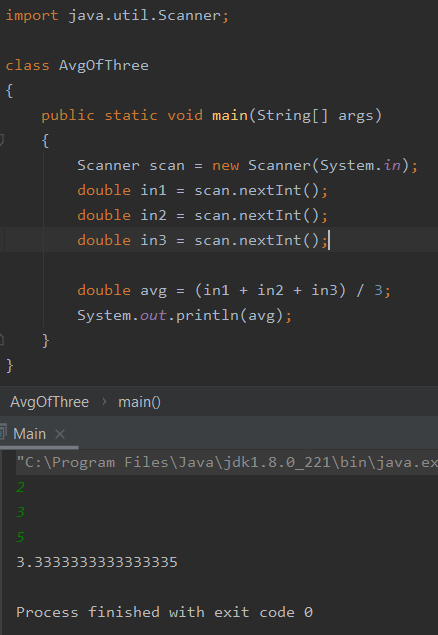 import java.util.Scanner;
class AvgOfThree
{
public static void main(String[] args)
{
Scanner scan = new Scanner(System.in);
double in1 = scan.nextInt();
double in2 = scan.nextInt();
double in3 = scan.nextInt();
double avg = (in1 + in2 + in3) / 3;
System.out.println(avg);
}
}
AvgOfThree › main()
Main ×
"C:\Program Files\Java\jdk1.8.0_221\bin\java.ex
2
3
5
3.3333333333333335
Process finished with exit code 0